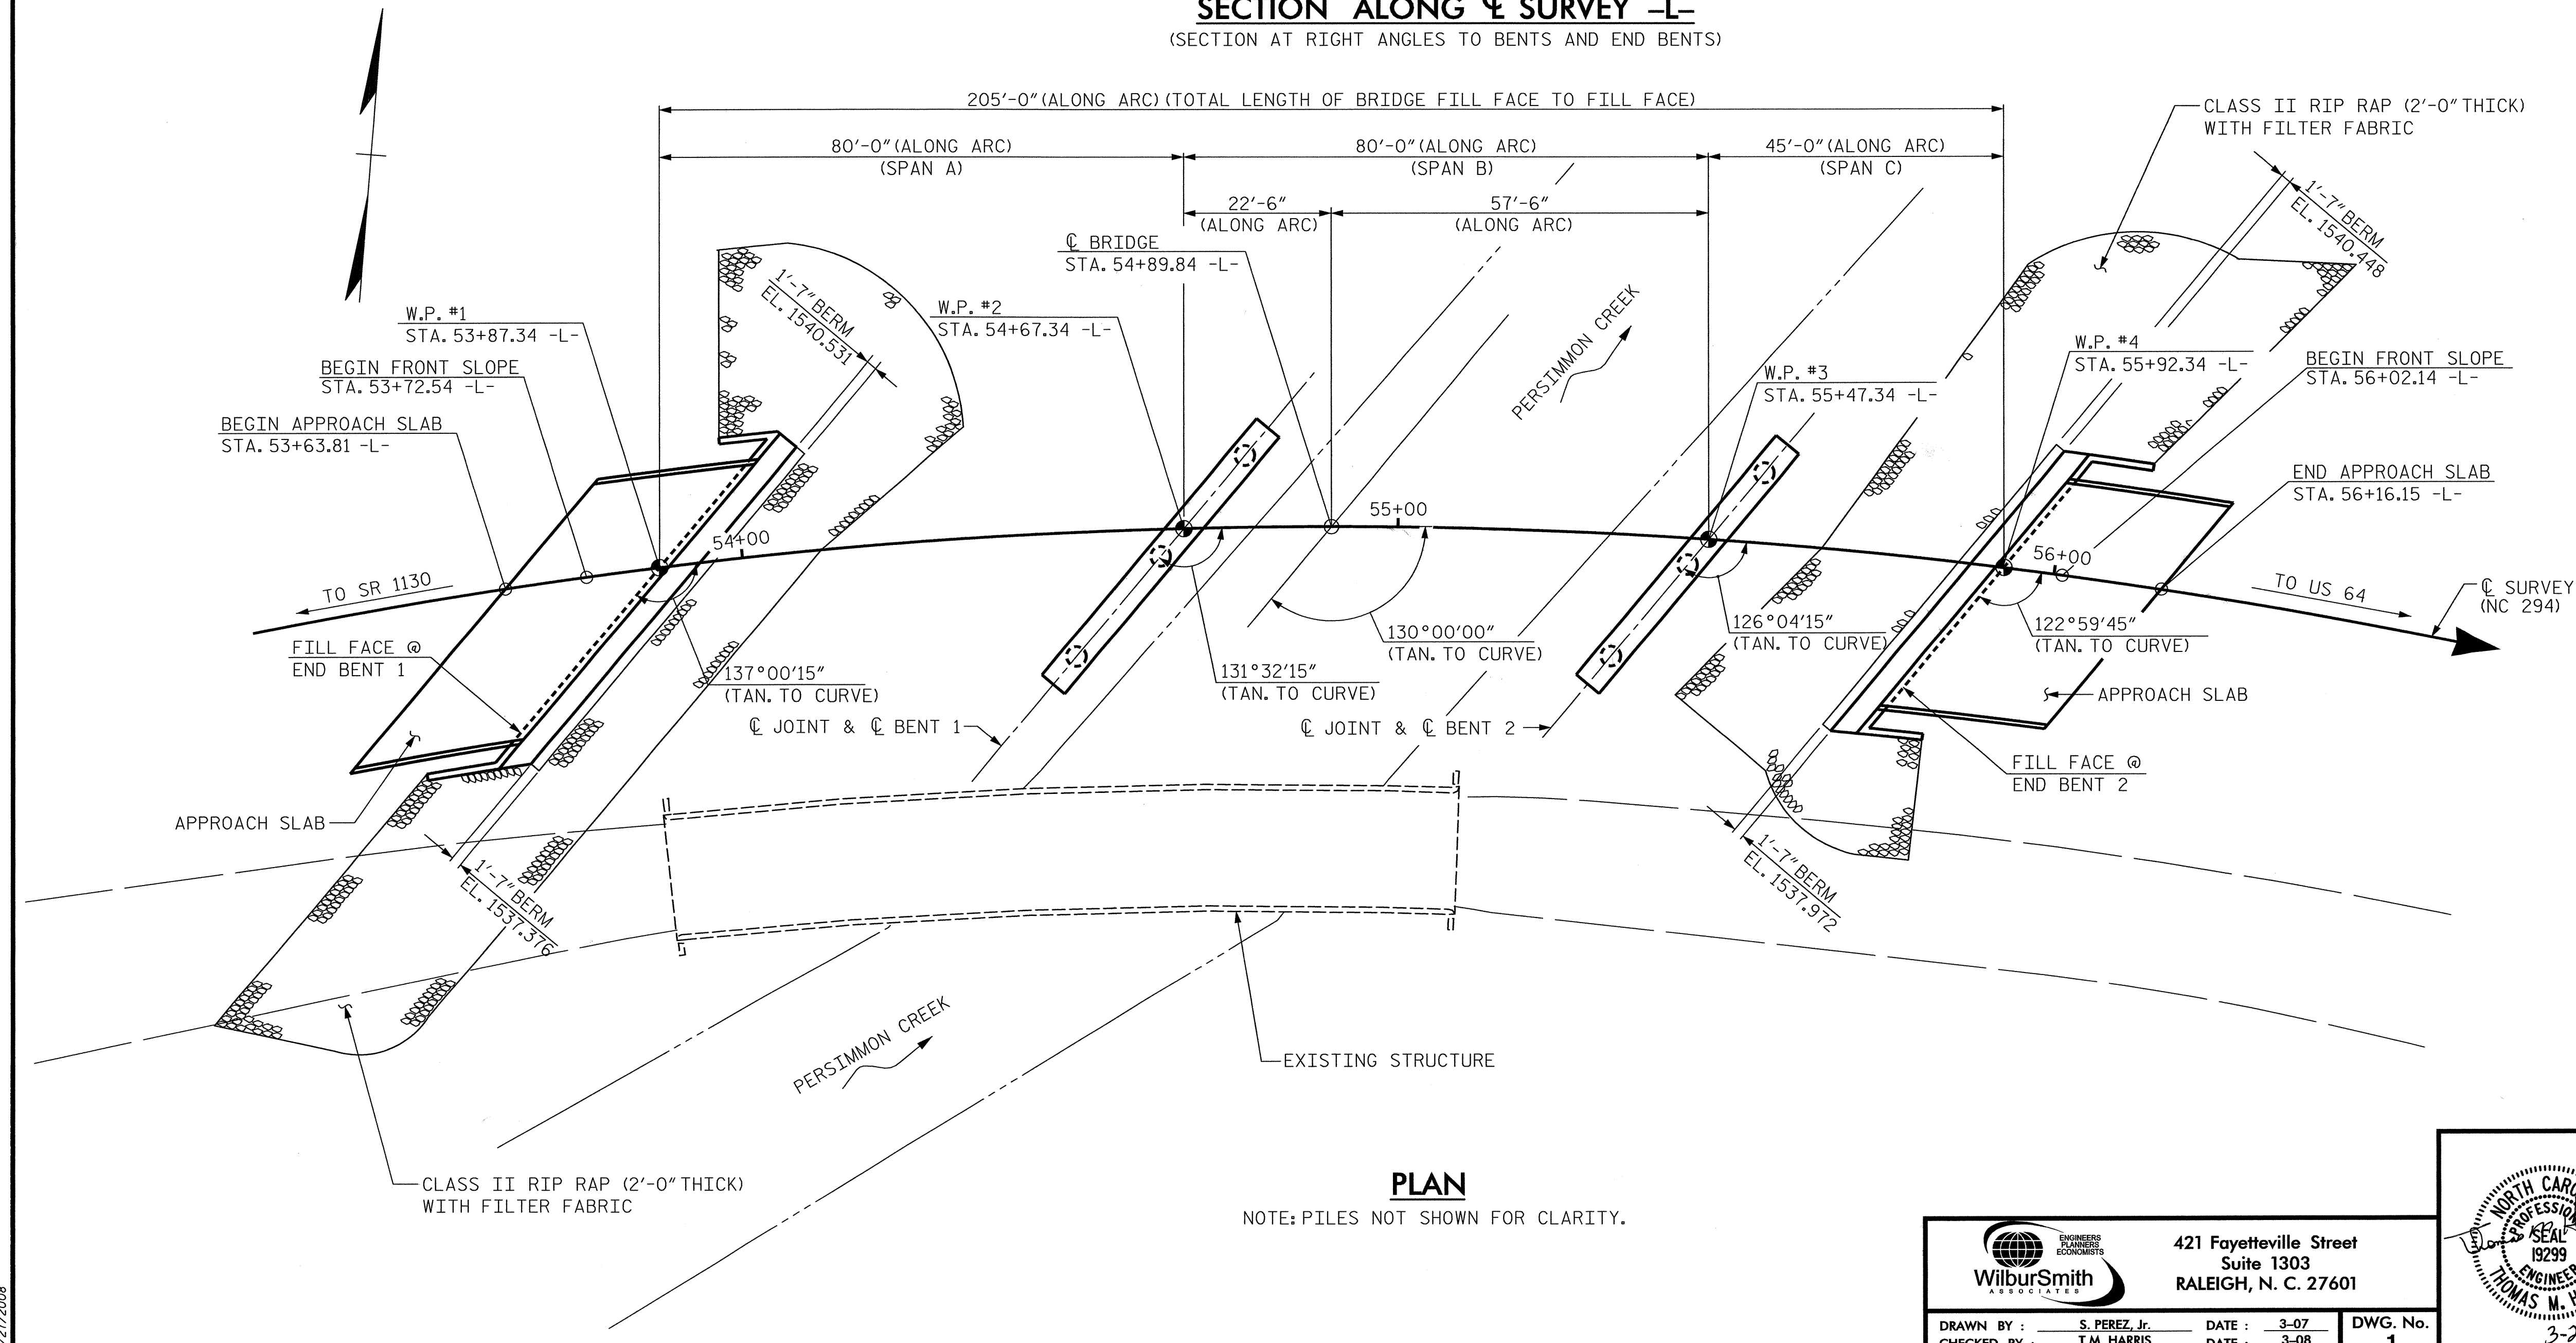 SECTION ALONG ℄ SURVEY -L-
(SECTION AT RIGHT ANGLES TO BENTS AND END BENTS)
205'-0" (ALONG ARC) (TOTAL LENGTH OF BRIDGE FILL FACE TO FILL FACE)
CLASS II RIP RAP (2'-0" THICK)
WITH FILTER FABRIC
80'-0" (ALONG ARC)
(SPAN A)
80'-0" (ALONG ARC)
(SPAN B)
45'-0" (ALONG ARC)
(SPAN C)
22'-6"
(ALONG ARC)
57'-6"
(ALONG ARC)
1'-7" BERM
EL. 1540.448
℄ BRIDGE
STA. 54+89.84 -L-
1'-7" BERM
EL. 1540.531
W.P. #1
STA. 53+87.34 -L-
W.P. #2
STA. 54+67.34 -L-
PERSIMMON CREEK
W.P. #4
STA. 55+92.34 -L-
BEGIN FRONT SLOPE
STA. 53+72.54 -L-
BEGIN FRONT SLOPE
STA. 56+02.14 -L-
W.P. #3
STA. 55+47.34 -L-
BEGIN APPROACH SLAB
STA. 53+63.81 -L-
END APPROACH SLAB
STA. 56+16.15 -L-
54+00
55+00
56+00
TO SR 1130
TO US 64
℄ SURVEY
(NC 294)
FILL FACE @
END BENT 1
137°00'15"
(TAN. TO CURVE)
131°32'15"
(TAN. TO CURVE)
130°00'00"
(TAN. TO CURVE)
126°04'15"
(TAN. TO CURVE)
122°59'45"
(TAN. TO CURVE)
APPROACH SLAB
℄ JOINT & ℄ BENT 1
℄ JOINT & ℄ BENT 2
FILL FACE @
END BENT 2
APPROACH SLAB
1'-7" BERM
EL. 1537.376
1'-7" BERM
EL. 1537.972
PERSIMMON CREEK
EXISTING STRUCTURE
CLASS II RIP RAP (2'-0" THICK)
WITH FILTER FABRIC
PLAN
NOTE: PILES NOT SHOWN FOR CLARITY.
ENGINEERS
PLANNERS
ECONOMISTS
WilburSmith
ASSOCIATES
421 Fayetteville Street
Suite 1303
RALEIGH, N. C. 27601
SEAL
19299
THOMAS M.
DRAWN BY : S. PEREZ, Jr. DATE : 3-07
CHECKED BY : T.M. HARRIS DATE : 3-08
DWG. No.
1